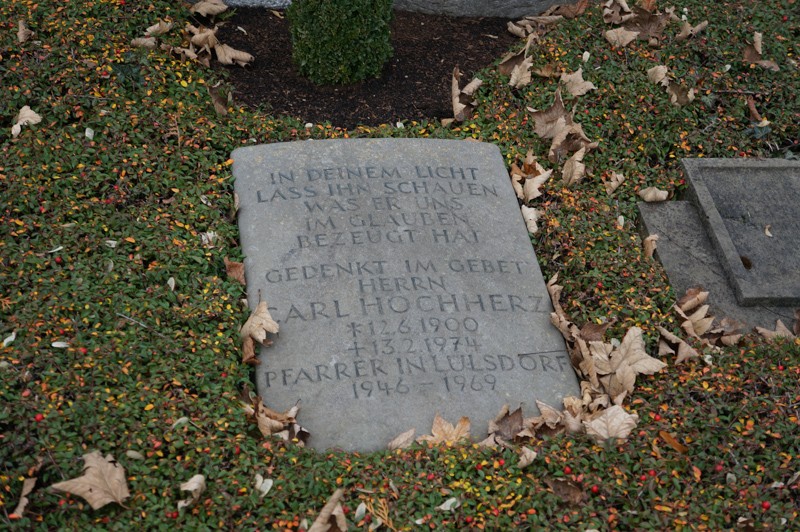 IN DEINEM LICHT
LASS IHN SCHAUEN
WAS ER UNS
IM GLAUBEN
BEZEUGT HAT
GEDENKT IM GEBET
HERRN
CARL HOCHHERZ
*12.6.1900
+13.2.1974
PFARRER IN LÜLSDORF
1946-1969